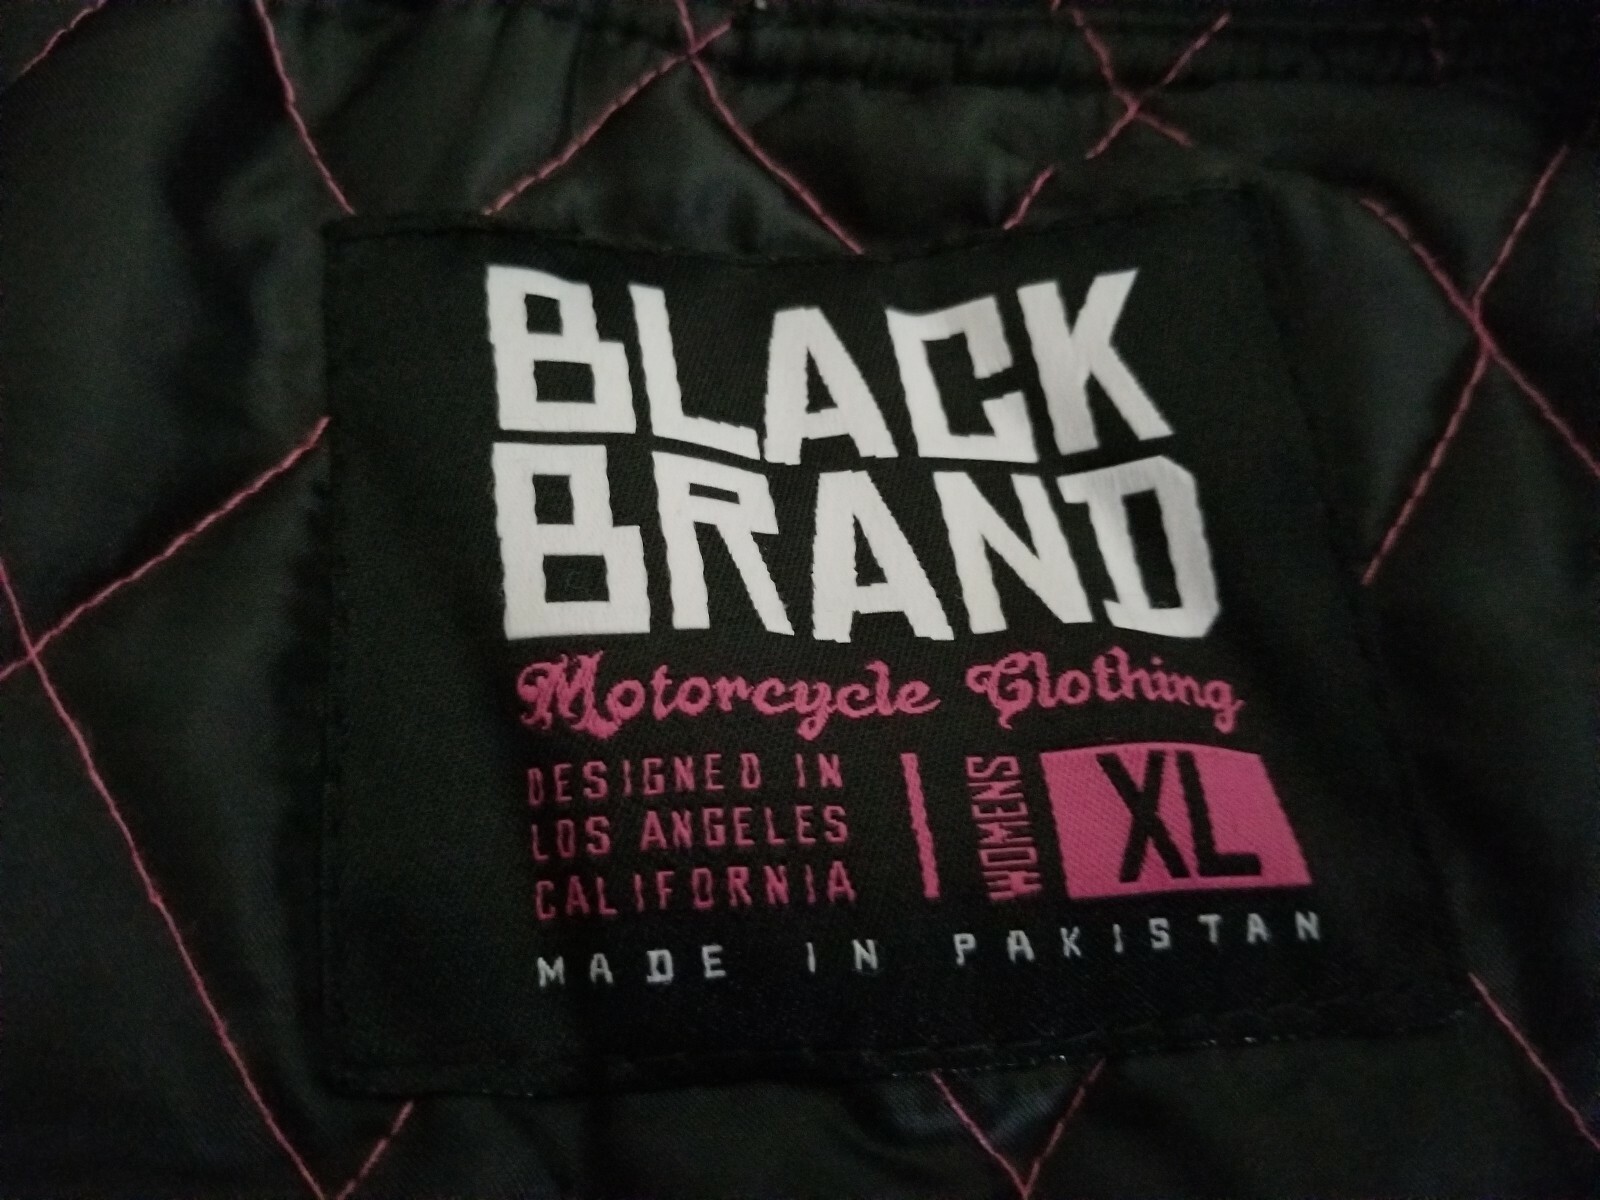 BLACK
BRAND
Motorcycle Clothing
DESIGNED IN
LOS ANGELES
CALIFORNIA
WOMENS
XL
MADE IN PAKISTAN